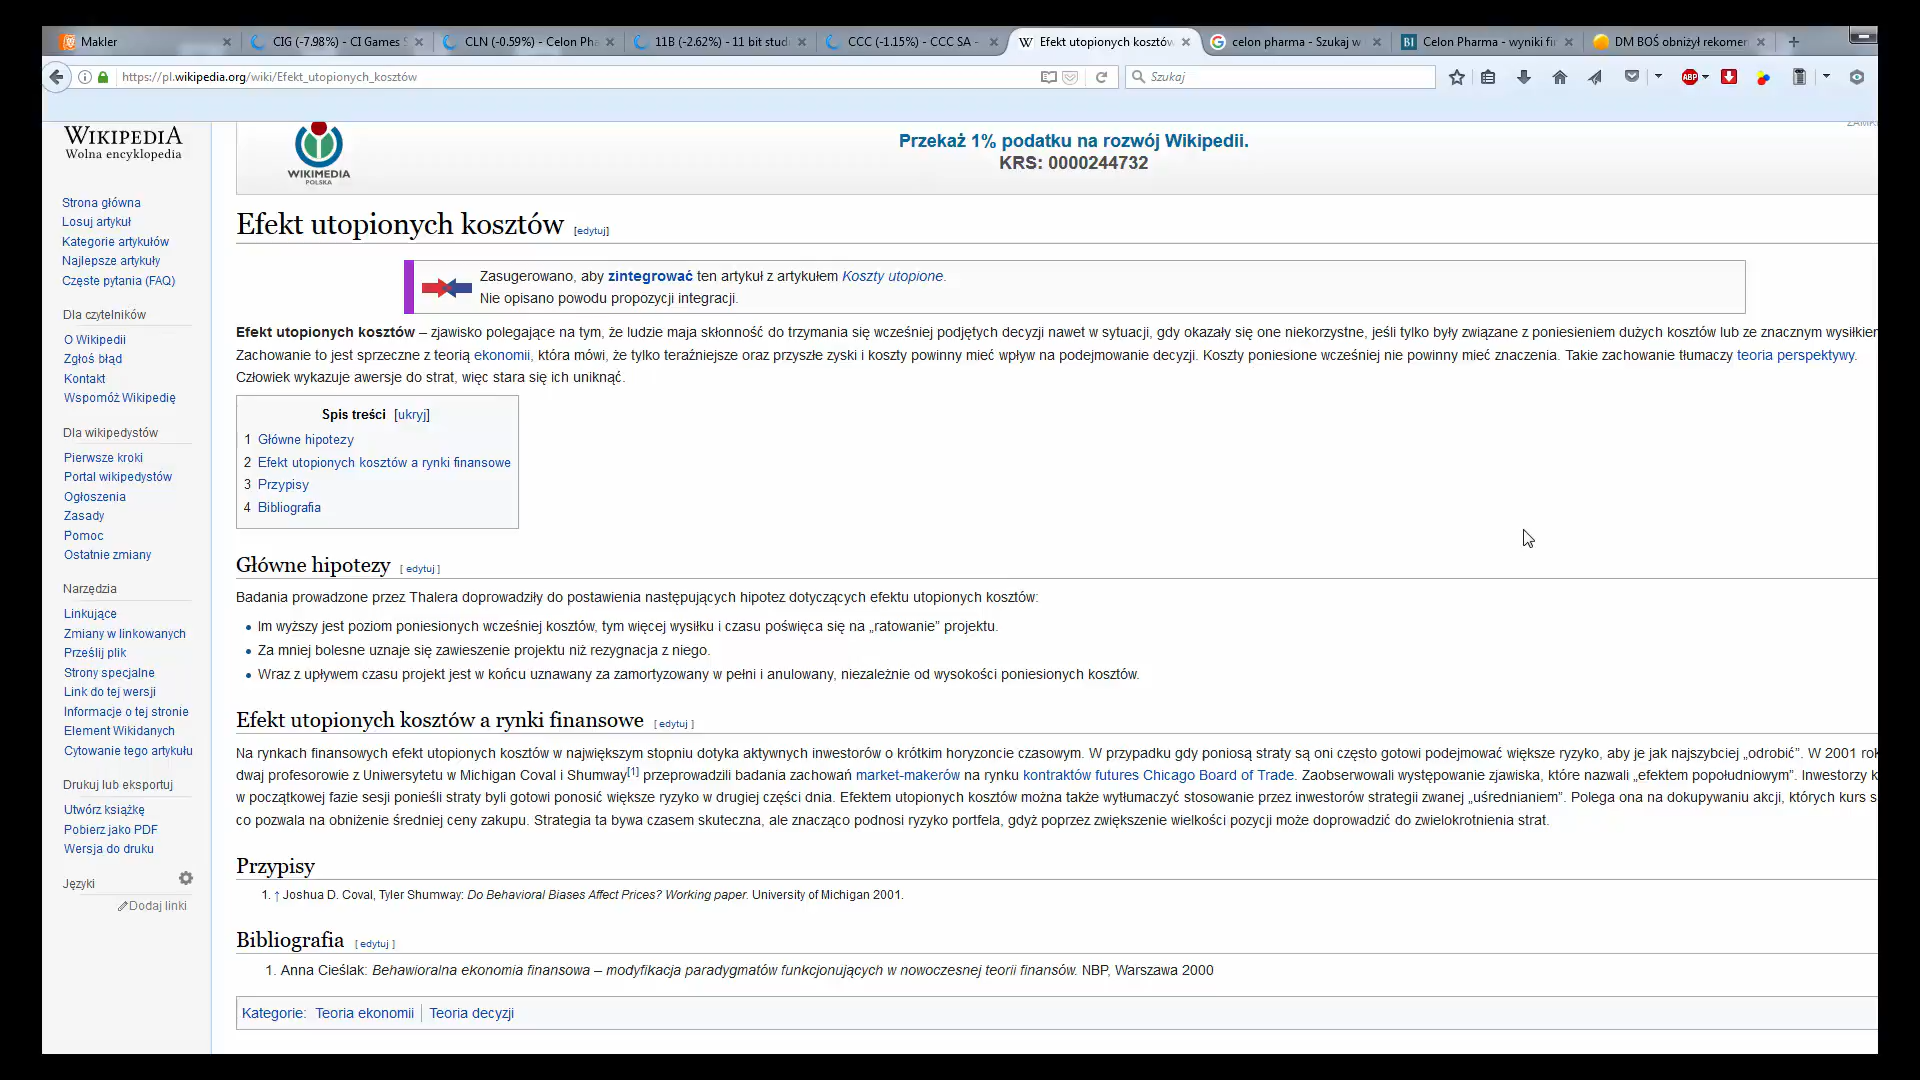 Makler
CIG (-7.98%) - CI Games S
CLN (-0.59%) - Celon Pha
11B (-2.62%) - 11 bit stud
CCC (-1.15%) - CCC SA -
Efekt utopionych kosztów
celon pharma - Szukaj w
Celon Pharma - wyniki fi
DM BOŚ obniżył rekomen
https://pl.wikipedia.org/wiki/Efekt_utopionych_kosztów
Szukaj
ABP
WIKIPEDIA
Wolna encyklopedia
Strona główna
Losuj artykuł
Kategorie artykułów
Najlepsze artykuły
Częste pytania (FAQ)
Dla czytelników
O Wikipedii
Zgłoś błąd
Kontakt
Wspomóż Wikipedię
Dla wikipedystów
Pierwsze kroki
Portal wikipedystów
Ogłoszenia
Zasady
Pomoc
Ostatnie zmiany
Narzędzia
Linkujące
Zmiany w linkowanych
Prześlij plik
Strony specjalne
Link do tej wersji
Informacje o tej stronie
Element Wikidanych
Cytowanie tego artykułu
Drukuj lub eksportuj
Utwórz książkę
Pobierz jako PDF
Wersja do druku
Języki
Dodaj linki
WIKIMEDIA
POLSKA
Przekaż 1% podatku na rozwój Wikipedii.
KRS: 0000244732
Efekt utopionych kosztów [edytuj]
Zasugerowano, aby zintegrować ten artykuł z artykułem Koszty utopione.
Nie opisano powodu propozycji integracji.
Efekt utopionych kosztów – zjawisko polegające na tym, że ludzie maja skłonność do trzymania się wcześniej podjętych decyzji nawet w sytuacji, gdy okazały się one niekorzystne, jeśli tylko były związane z poniesieniem dużych kosztów lub ze znacznym wysiłkiem
Zachowanie to jest sprzeczne z teorią ekonomii, która mówi, że tylko teraźniejsze oraz przyszłe zyski i koszty powinny mieć wpływ na podejmowanie decyzji. Koszty poniesione wcześniej nie powinny mieć znaczenia. Takie zachowanie tłumaczy teoria perspektywy.
Człowiek wykazuje awersje do strat, więc stara się ich uniknąć.
Spis treści [ukryj]
1 Główne hipotezy
2 Efekt utopionych kosztów a rynki finansowe
3 Przypisy
4 Bibliografia
Główne hipotezy [ edytuj ]
Badania prowadzone przez Thalera doprowadziły do postawienia następujących hipotez dotyczących efektu utopionych kosztów:
Im wyższy jest poziom poniesionych wcześniej kosztów, tym więcej wysiłku i czasu poświęca się na „ratowanie” projektu.
Za mniej bolesne uznaje się zawieszenie projektu niż rezygnacja z niego.
Wraz z upływem czasu projekt jest w końcu uznawany za zamortyzowany w pełni i anulowany, niezależnie od wysokości poniesionych kosztów.
Efekt utopionych kosztów a rynki finansowe [ edytuj ]
Na rynkach finansowych efekt utopionych kosztów w największym stopniu dotyka aktywnych inwestorów o krótkim horyzoncie czasowym. W przypadku gdy poniosą straty są oni często gotowi podejmować większe ryzyko, aby je jak najszybciej „odrobić”. W 2001 rok
dwaj profesorowie z Uniwersytetu w Michigan Coval i Shumway[1] przeprowadzili badania zachowań market-makerów na rynku kontraktów futures Chicago Board of Trade. Zaobserwowali występowanie zjawiska, które nazwali „efektem popołudniowym”. Inwestorzy k
w początkowej fazie sesji ponieśli straty byli gotowi ponosić większe ryzyko w drugiej części dnia. Efektem utopionych kosztów można także wytłumaczyć stosowanie przez inwestorów strategii zwanej „uśrednianiem”. Polega ona na dokupywaniu akcji, których kurs s
co pozwala na obniżenie średniej ceny zakupu. Strategia ta bywa czasem skuteczna, ale znacząco podnosi ryzyko portfela, gdyż poprzez zwiększenie wielkości pozycji może doprowadzić do zwielokrotnienia strat.
Przypisy
1. ↑ Joshua D. Coval, Tyler Shumway: Do Behavioral Biases Affect Prices? Working paper. University of Michigan 2001.
Bibliografia [ edytuj ]
1. Anna Cieślak: Behawioralna ekonomia finansowa – modyfikacja paradygmatów funkcjonujących w nowoczesnej teorii finansów. NBP, Warszawa 2000
Kategorie: Teoria ekonomii | Teoria decyzji